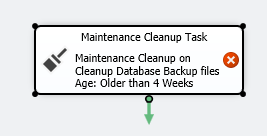 Maintenance Cleanup Task
Maintenance Cleanup on
Cleanup Database Backup files
Age: Older than 4 Weeks